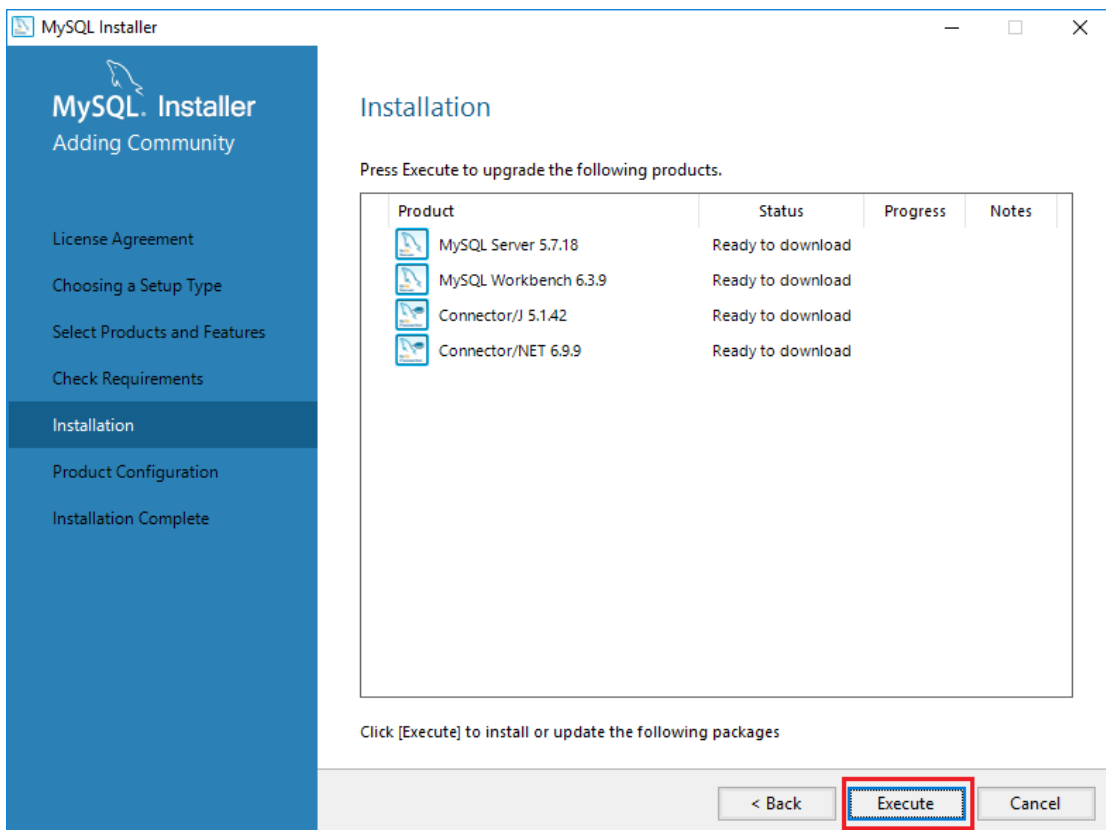 MySQL Installer
MySQL. Installer
Adding Community
License Agreement
Choosing a Setup Type
Select Products and Features
Check Requirements
Installation
Product Configuration
Installation Complete
Installation
Press Execute to upgrade the following products.
Product Status Progress Notes
MySQL Server 5.7.18 Ready to download
MySQL Workbench 6.3.9 Ready to download
Connector/J 5.1.42 Ready to download
Connector/NET 6.9.9 Ready to download
Click [Execute] to install or update the following packages
< Back Execute Cancel